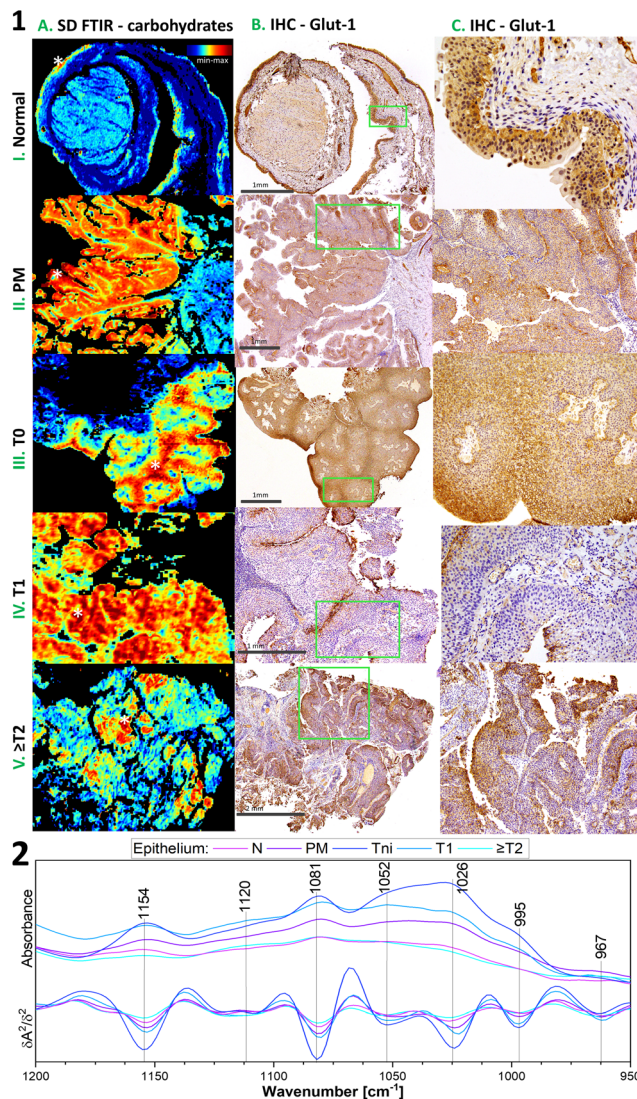 1
A. SD FTIR - carbohydrates
B. IHC - Glut-1
C. IHC - Glut-1
I. Normal
*
min-max
1mm
II. PM
*
1mm
III. T0
*
1mm
IV. T1
*
1 mm
V. ≥T2
*
2 mm
2
Epithelium: N PM Tni T1 ≥T2
1154
1120
1081
1052
1026
995
967
Absorbance
δA²/δ²
1200 1150 1100 1050 1000 950
Wavenumber [cm⁻¹]